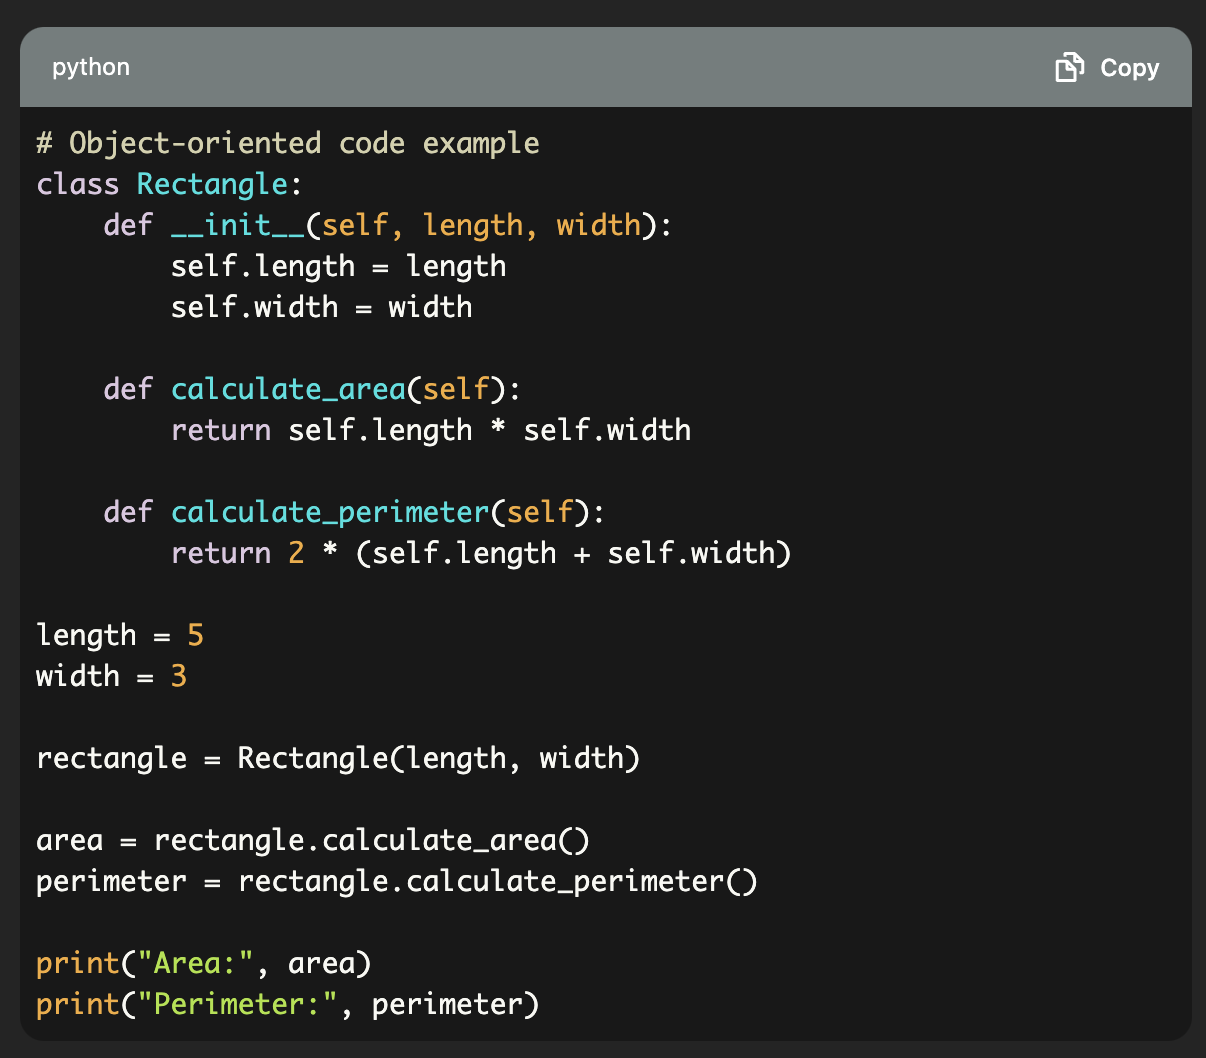 python
Copy
# Object-oriented code example
class Rectangle:
    def __init__(self, length, width):
        self.length = length
        self.width = width

    def calculate_area(self):
        return self.length * self.width

    def calculate_perimeter(self):
        return 2 * (self.length + self.width)

length = 5
width = 3

rectangle = Rectangle(length, width)

area = rectangle.calculate_area()
perimeter = rectangle.calculate_perimeter()

print("Area:", area)
print("Perimeter:", perimeter)